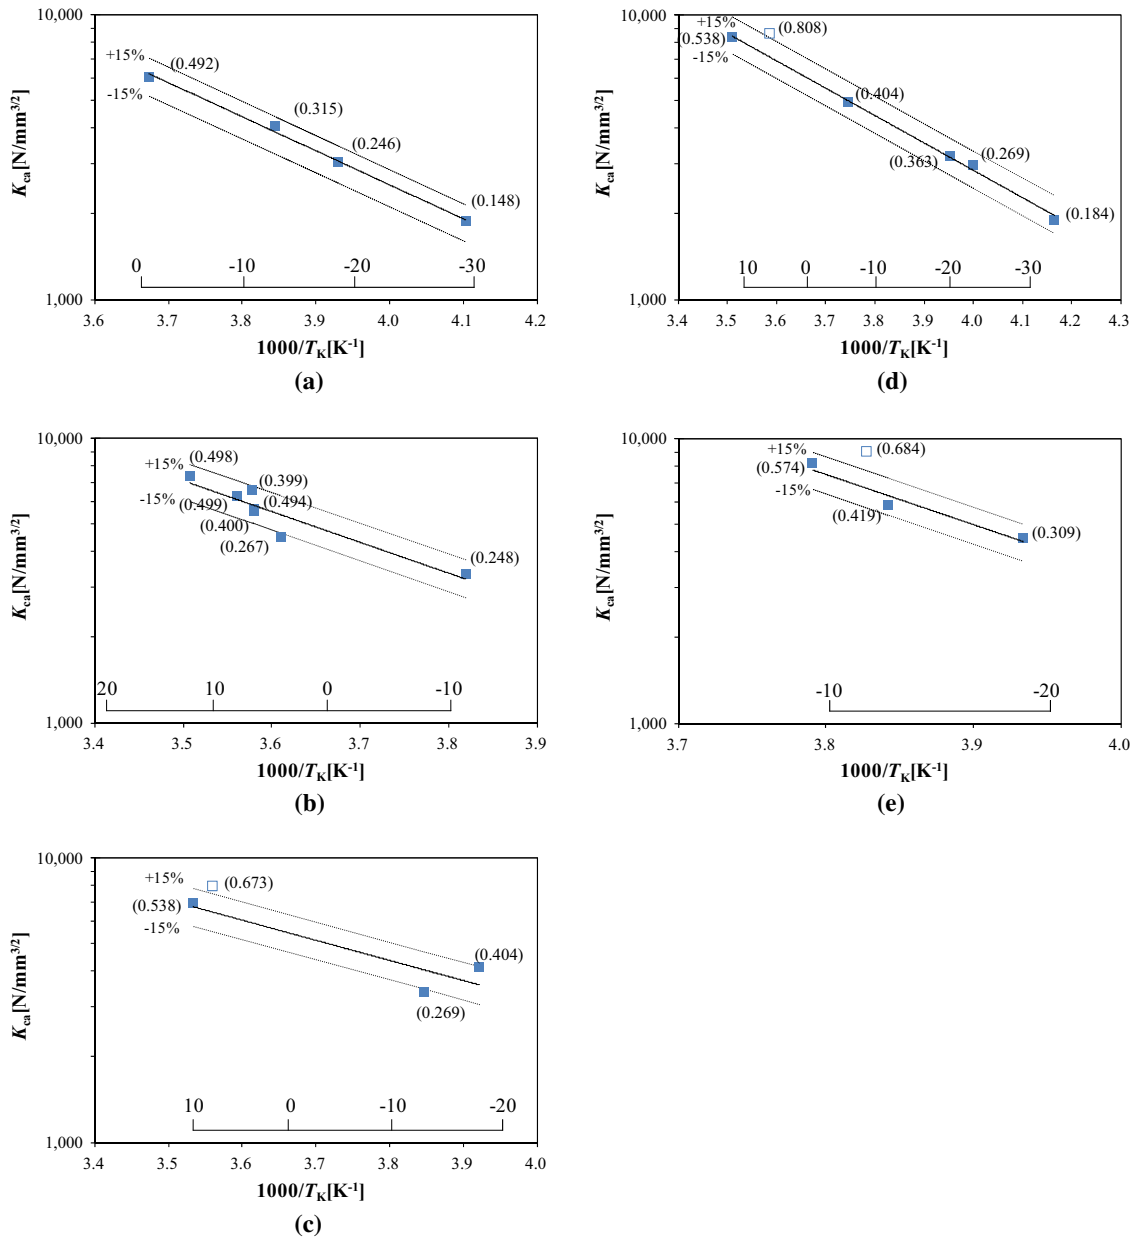 10,000
+15%
(0.492)
-15%
(0.315)
(0.246)
(0.148)
Kca[N/mm3/2]
0 -10 -20 -30
1,000
3.6 3.7 3.8 3.9 4.0 4.1 4.2
1000/TK[K-1]
(a)
10,000
+15%
(0.808)
(0.538)
-15%
(0.404)
(0.363)
(0.269)
(0.184)
Kca[N/mm3/2]
10 0 -10 -20 -30
1,000
3.4 3.5 3.6 3.7 3.8 3.9 4.0 4.1 4.2 4.3
1000/TK[K-1]
(d)
10,000
(0.498)
+15%
(0.399)
-15%
(0.499)
(0.494)
(0.400)
(0.267)
(0.248)
Kca[N/mm3/2]
20 10 0 -10
1,000
3.4 3.5 3.6 3.7 3.8 3.9
1000/TK[K-1]
(b)
10,000
+15%
(0.684)
(0.574)
-15%
(0.419)
(0.309)
Kca[N/mm3/2]
-10 -20
1,000
3.7 3.8 3.9 4.0
1000/TK[K-1]
(e)
10,000
+15%
(0.673)
(0.538)
-15%
(0.404)
(0.269)
Kca[N/mm3/2]
10 0 -10 -20
1,000
3.4 3.5 3.6 3.7 3.8 3.9 4.0
1000/TK[K-1]
(c)